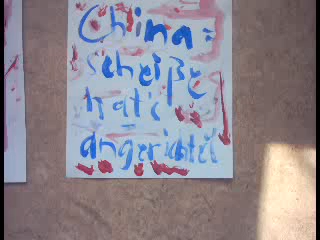 China =
scheiße
hat's
angerichtet